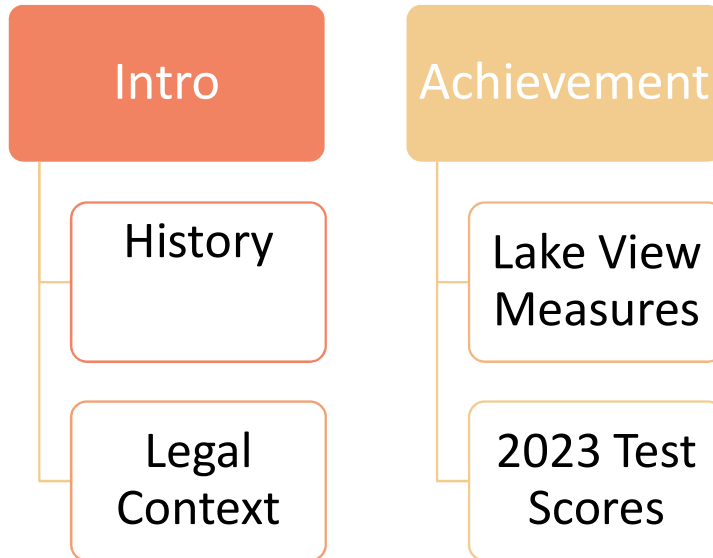 Intro
History
Legal
Context
Achievement
Lake View
Measures
2023 Test
Scores